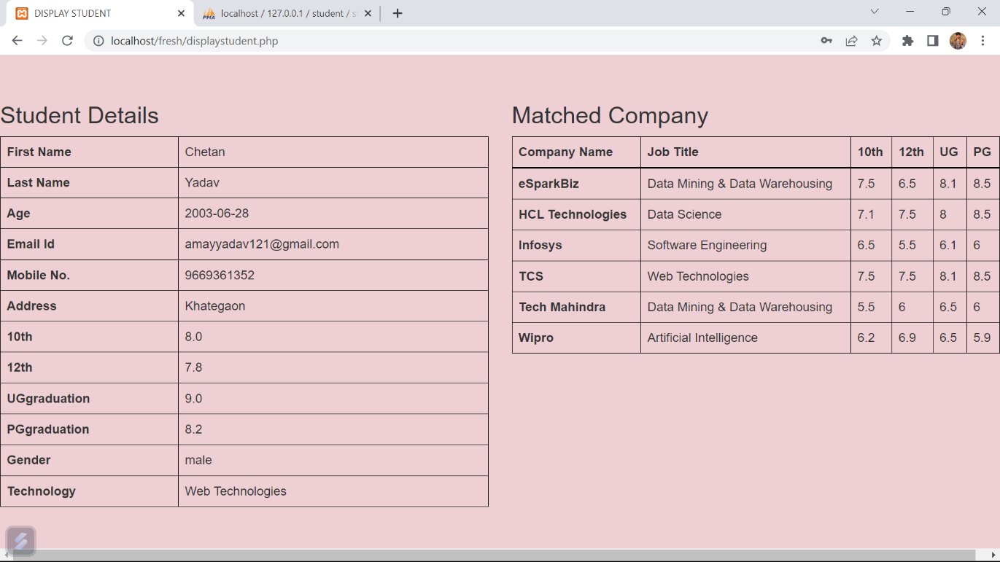 DISPLAY STUDENT
localhost / 127.0.0.1 / student / s
localhost/fresh/displaystudent.php
Student Details
First Name Chetan
Last Name Yadav
Age 2003-06-28
Email Id amayyadav121@gmail.com
Mobile No. 9669361352
Address Khategaon
10th 8.0
12th 7.8
UGgraduation 9.0
PGgraduation 8.2
Gender male
Technology Web Technologies
Matched Company
Company Name Job Title 10th 12th UG PG
eSparkBiz Data Mining & Data Warehousing 7.5 6.5 8.1 8.5
HCL Technologies Data Science 7.1 7.5 8 8.5
Infosys Software Engineering 6.5 5.5 6.1 6
TCS Web Technologies 7.5 7.5 8.1 8.5
Tech Mahindra Data Mining & Data Warehousing 5.5 6 6.5 6
Wipro Artificial Intelligence 6.2 6.9 6.5 5.9